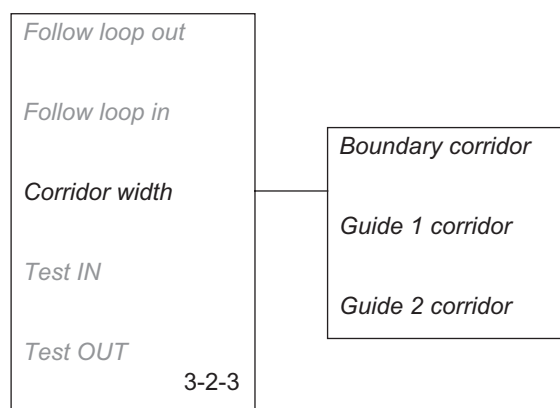 Follow loop out
Follow loop in
Corridor width
Test IN
Test OUT
3-2-3
Boundary corridor
Guide 1 corridor
Guide 2 corridor